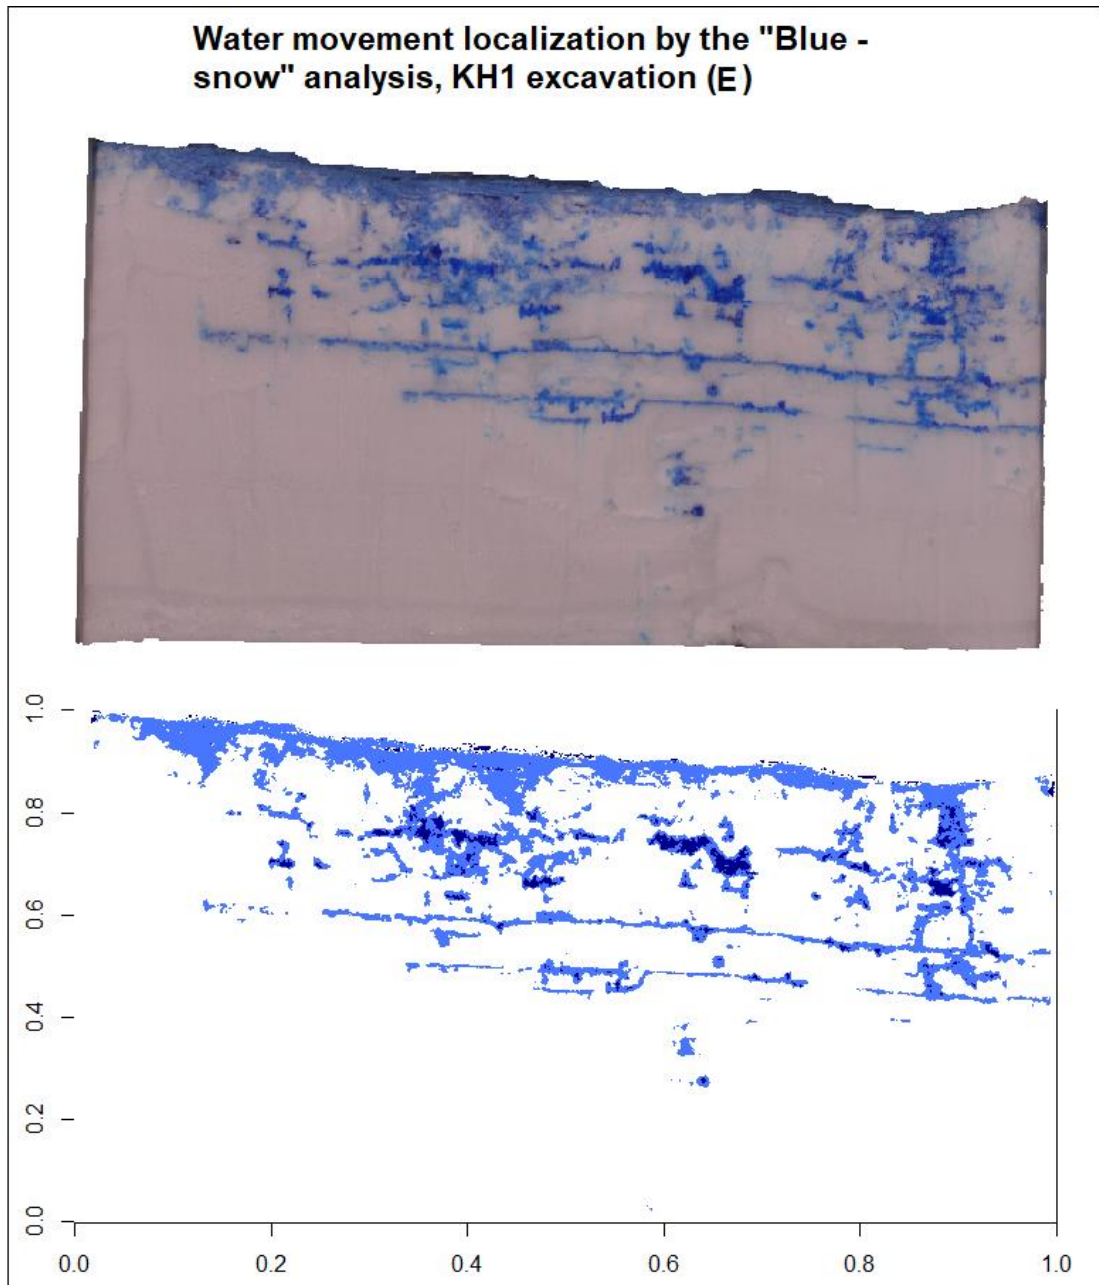 Water movement localization by the "Blue -
snow" analysis, KH1 excavation (E)
1.0
0.8
0.6
0.4
0.2
0.0
0.0 0.2 0.4 0.6 0.8 1.0